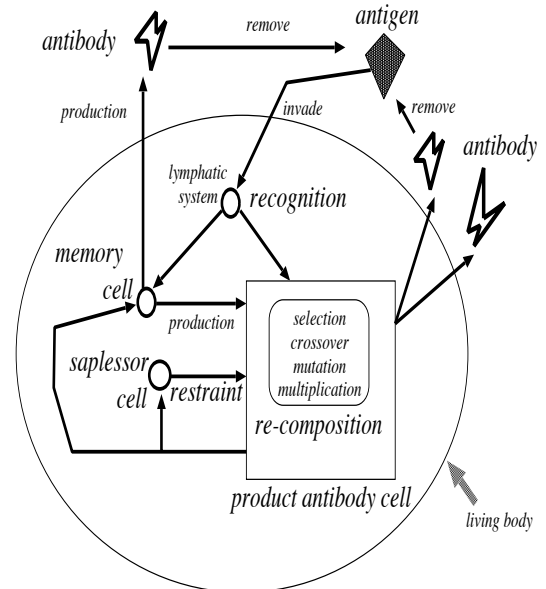 antigen
antibody
remove
production
invade
remove
antibody
lymphatic
system
recognition
memory
cell
production
selection
crossover
mutation
multiplication
saplessor
cell
restraint
re-composition
product antibody cell
living body